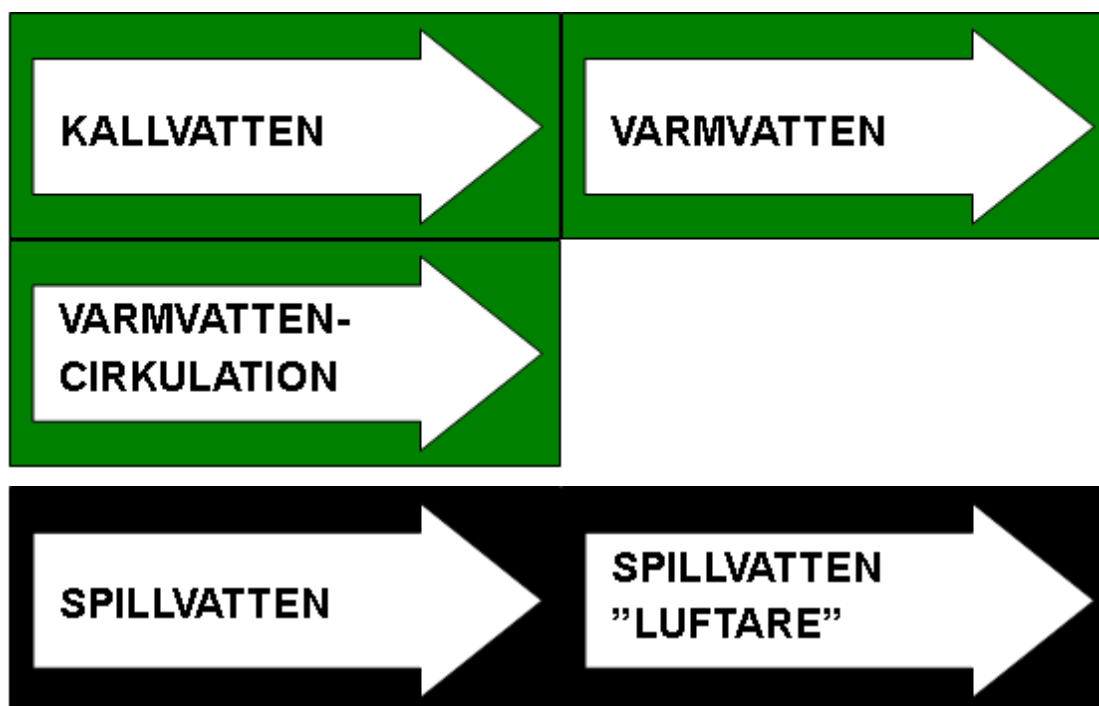 KALLVATTEN
VARMVATTEN
VARMVATTEN-
CIRKULATION
SPILLVATTEN
SPILLVATTEN
”LUFTARE”